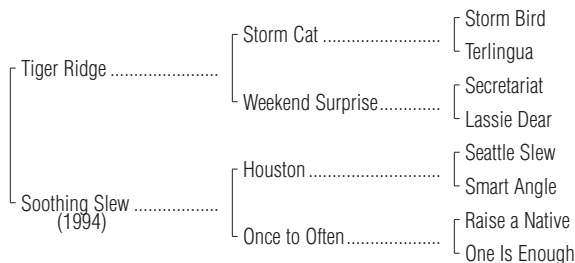 Storm Bird
Storm Cat ........................
Terlingua
Tiger Ridge ......................
Secretariat
Weekend Surprise.............
Lassie Dear
Seattle Slew
Houston ...........................
Smart Angle
Soothing Slew .................
(1994)
Raise a Native
Once to Often...................
One Is Enough